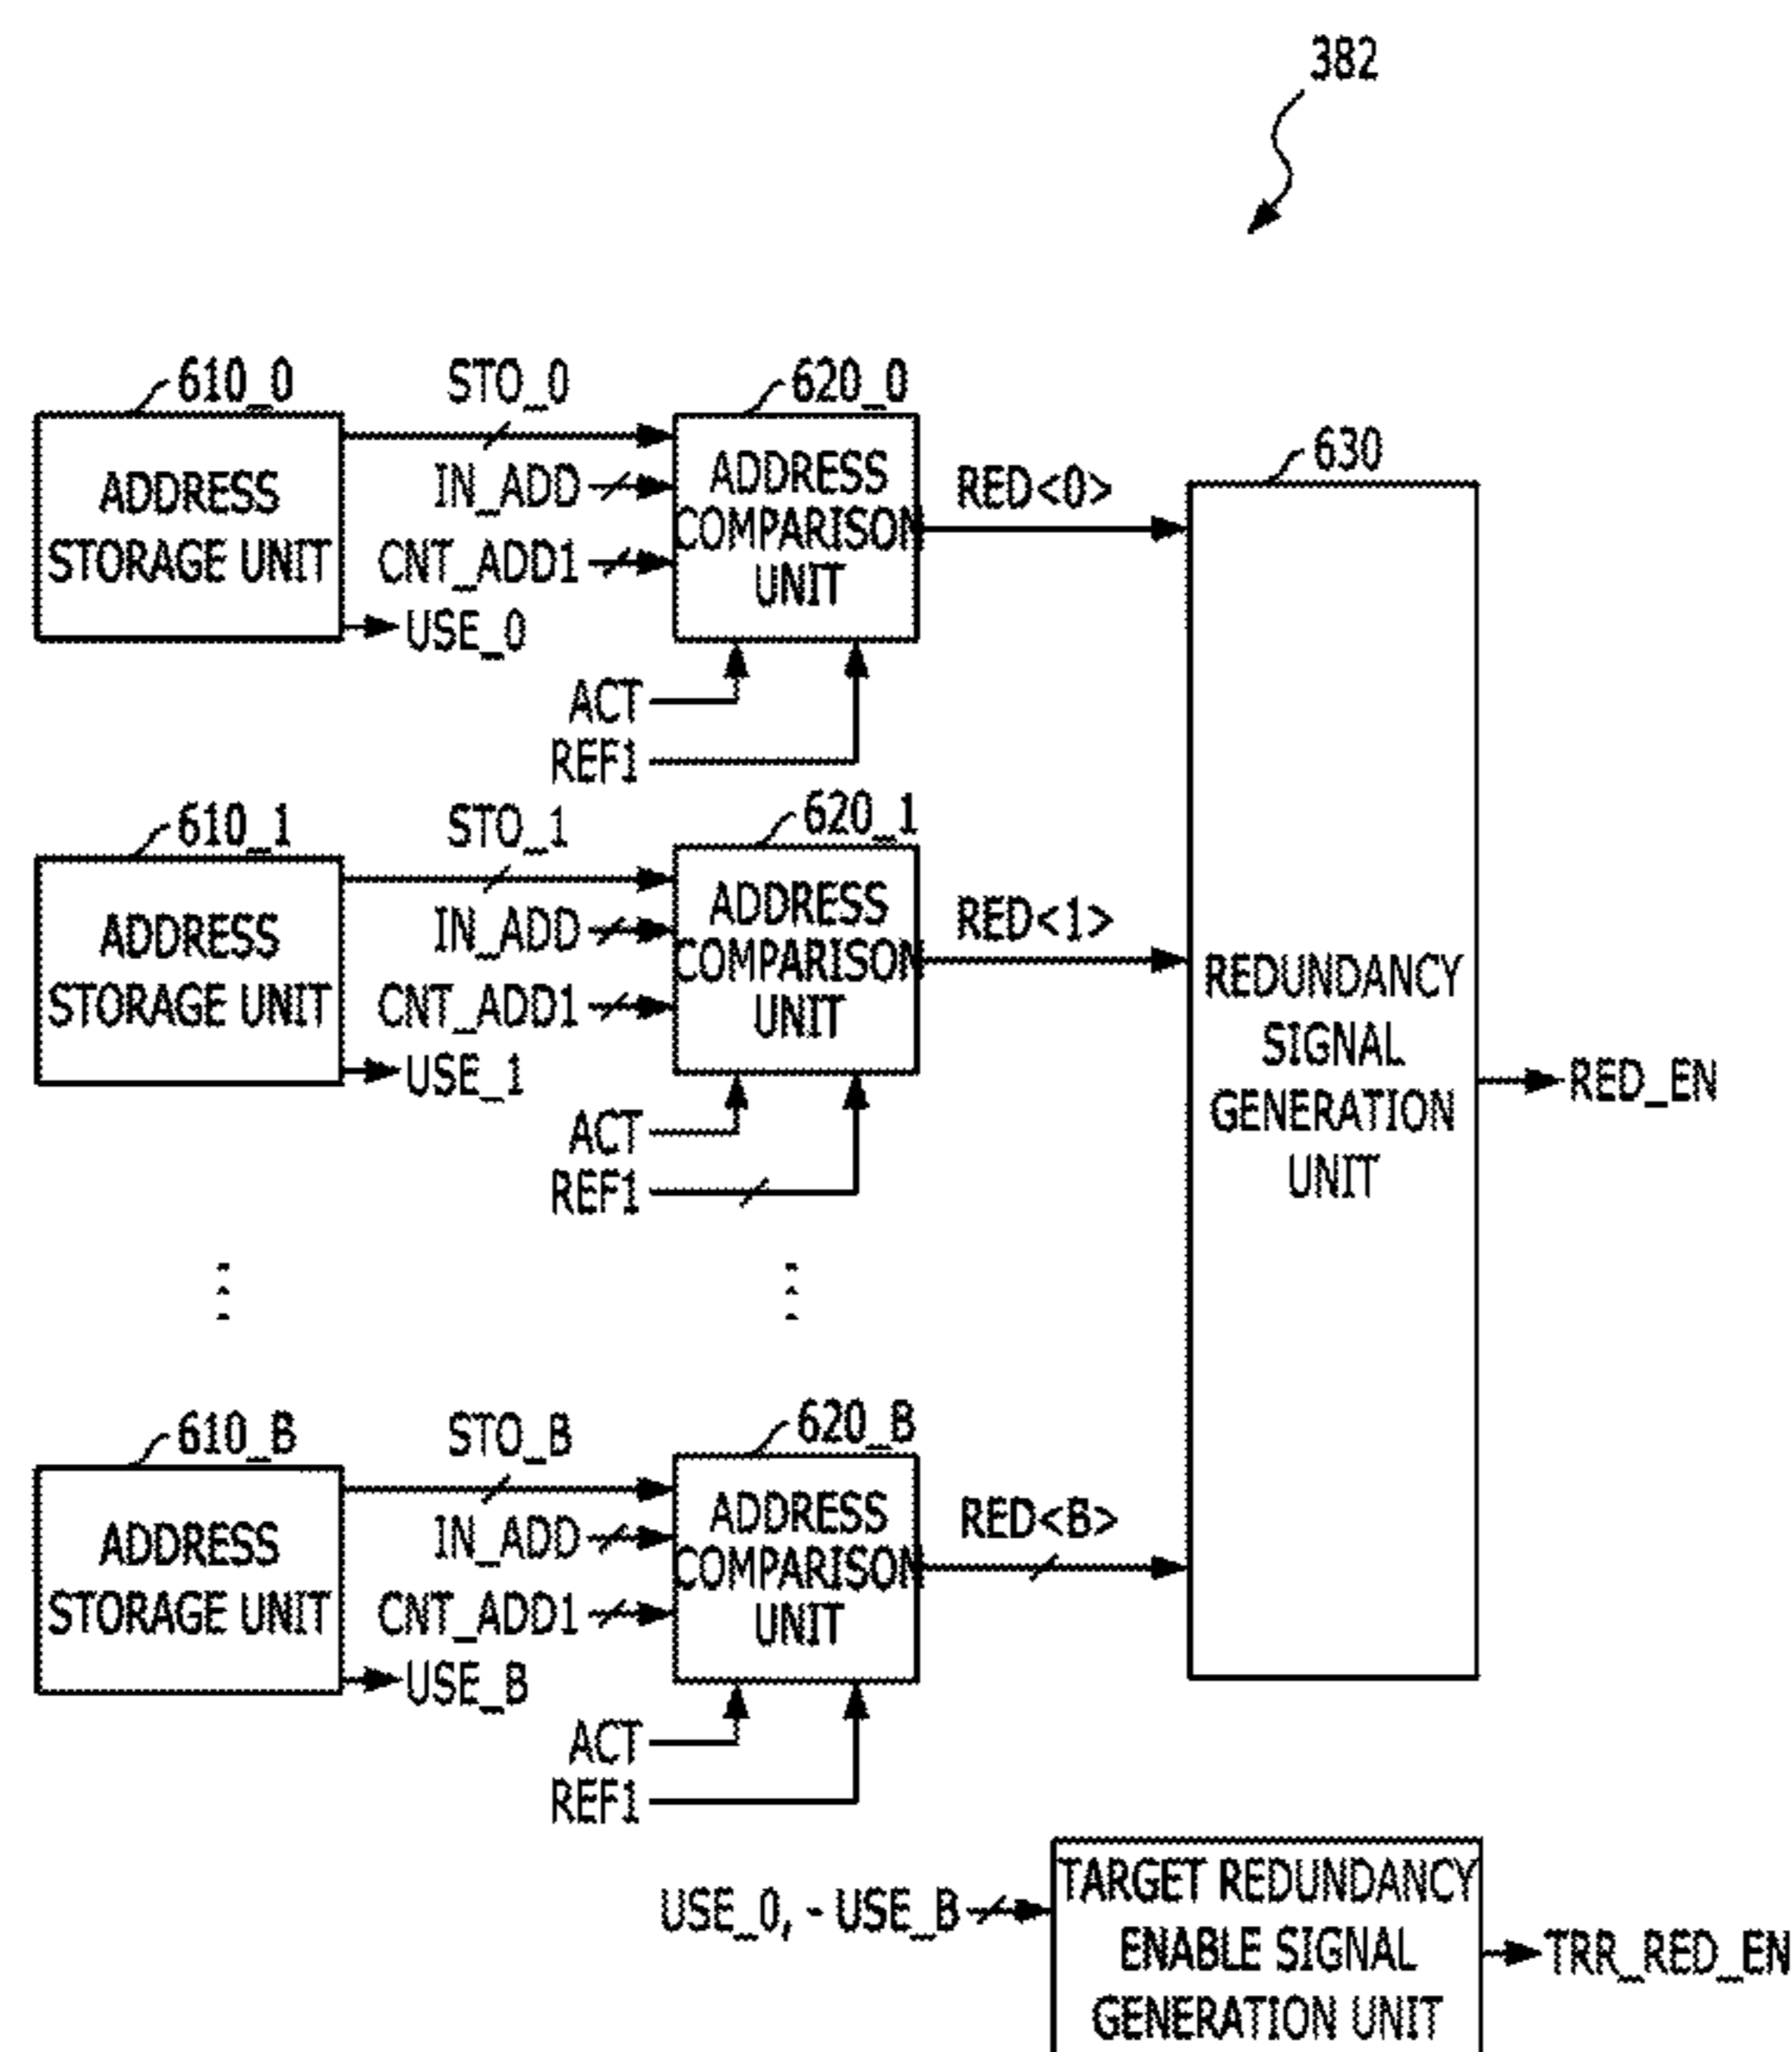 382
610_0
STO_0
620_0
ADDRESS
STORAGE UNIT
IN_ADD
CNT_ADD1
USE_0
ADDRESS
COMPARISON
UNIT
RED<0>
630
ACT
REF1
610_1
STO_1
620_1
ADDRESS
STORAGE UNIT
IN_ADD
CNT_ADD1
USE_1
ADDRESS
COMPARISON
UNIT
RED<1>
ACT
REF1
REDUNDANCY
SIGNAL
GENERATION
UNIT
RED_EN
610_B
STO_B
620_B
ADDRESS
STORAGE UNIT
IN_ADD
CNT_ADD1
USE_B
ADDRESS
COMPARISON
UNIT
RED<B>
ACT
REF1
USE_0, - USE_B
TARGET REDUNDANCY
ENABLE SIGNAL
GENERATION UNIT
TRR_RED_EN